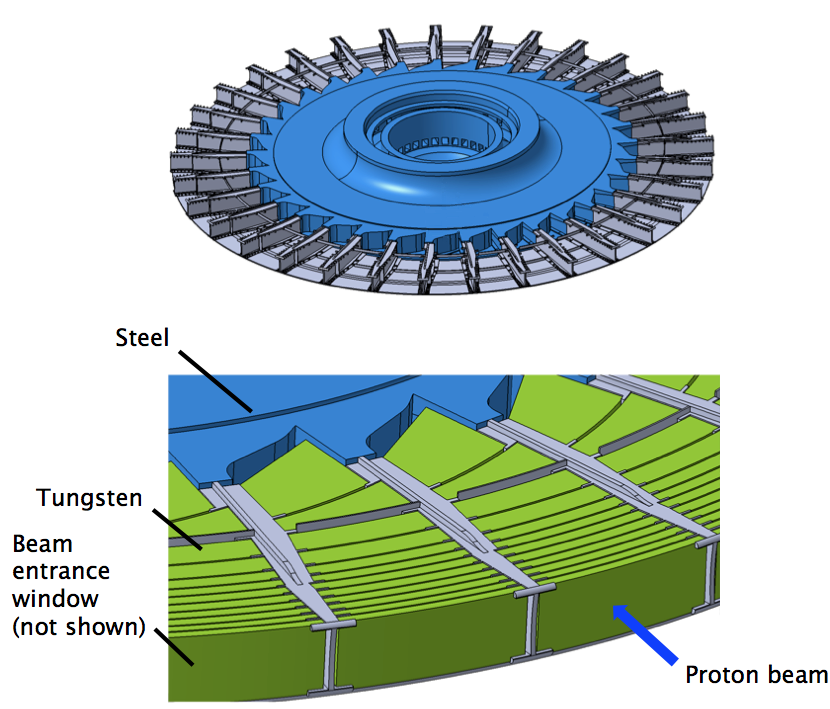 Steel
Tungsten
Beam
entrance
window
(not shown)
Proton beam